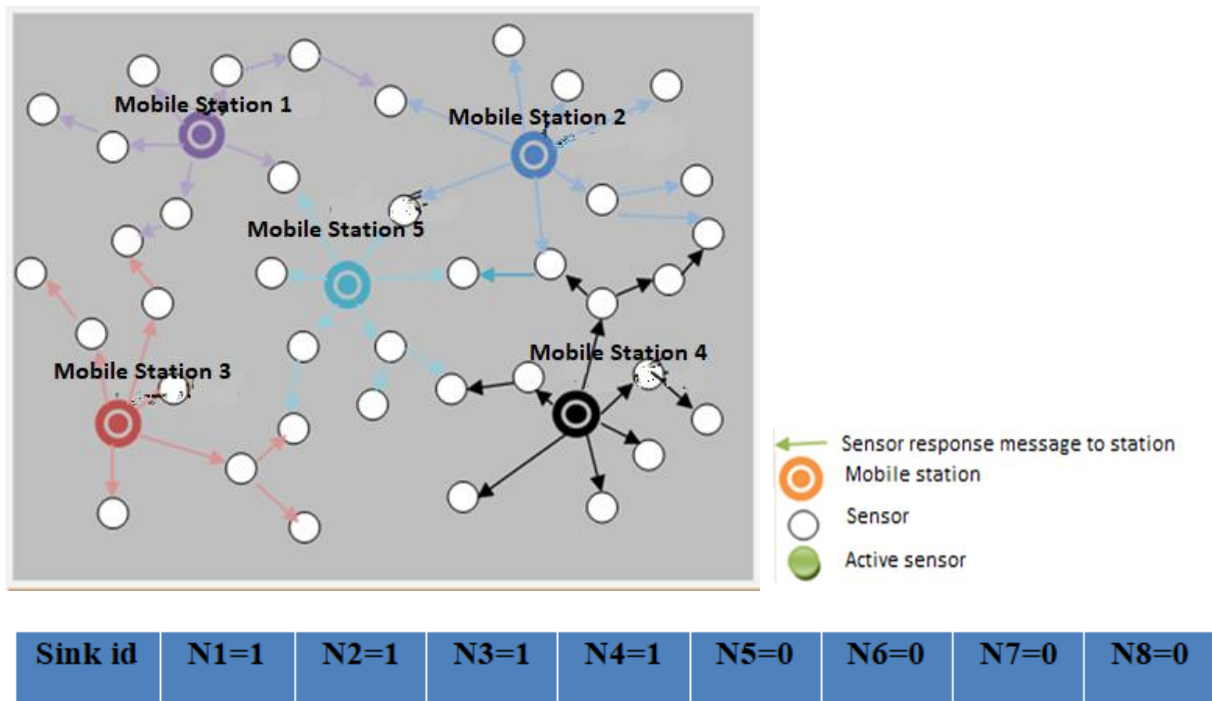 Mobile Station 1
Mobile Station 2
Mobile Station 5
Mobile Station 4
Mobile Station 3
Sensor response message to station
Mobile station
Sensor
Active sensor
Sink id N1=1 N2=1 N3=1 N4=1 N5=0 N6=0 N7=0 N8=0